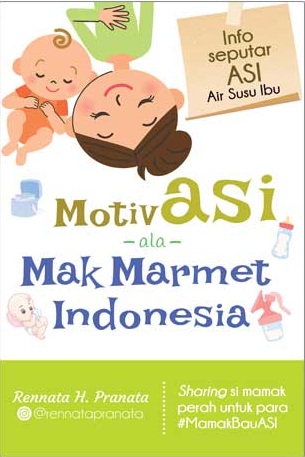 Info
seputar
ASI
Air Susu Ibu
Motivasi
– ala –
Mak Marmet
Indonesia
Rennata H. Pranata
@rennatapranata
Sharing si mamak
perah untuk para
#MamakBauASI